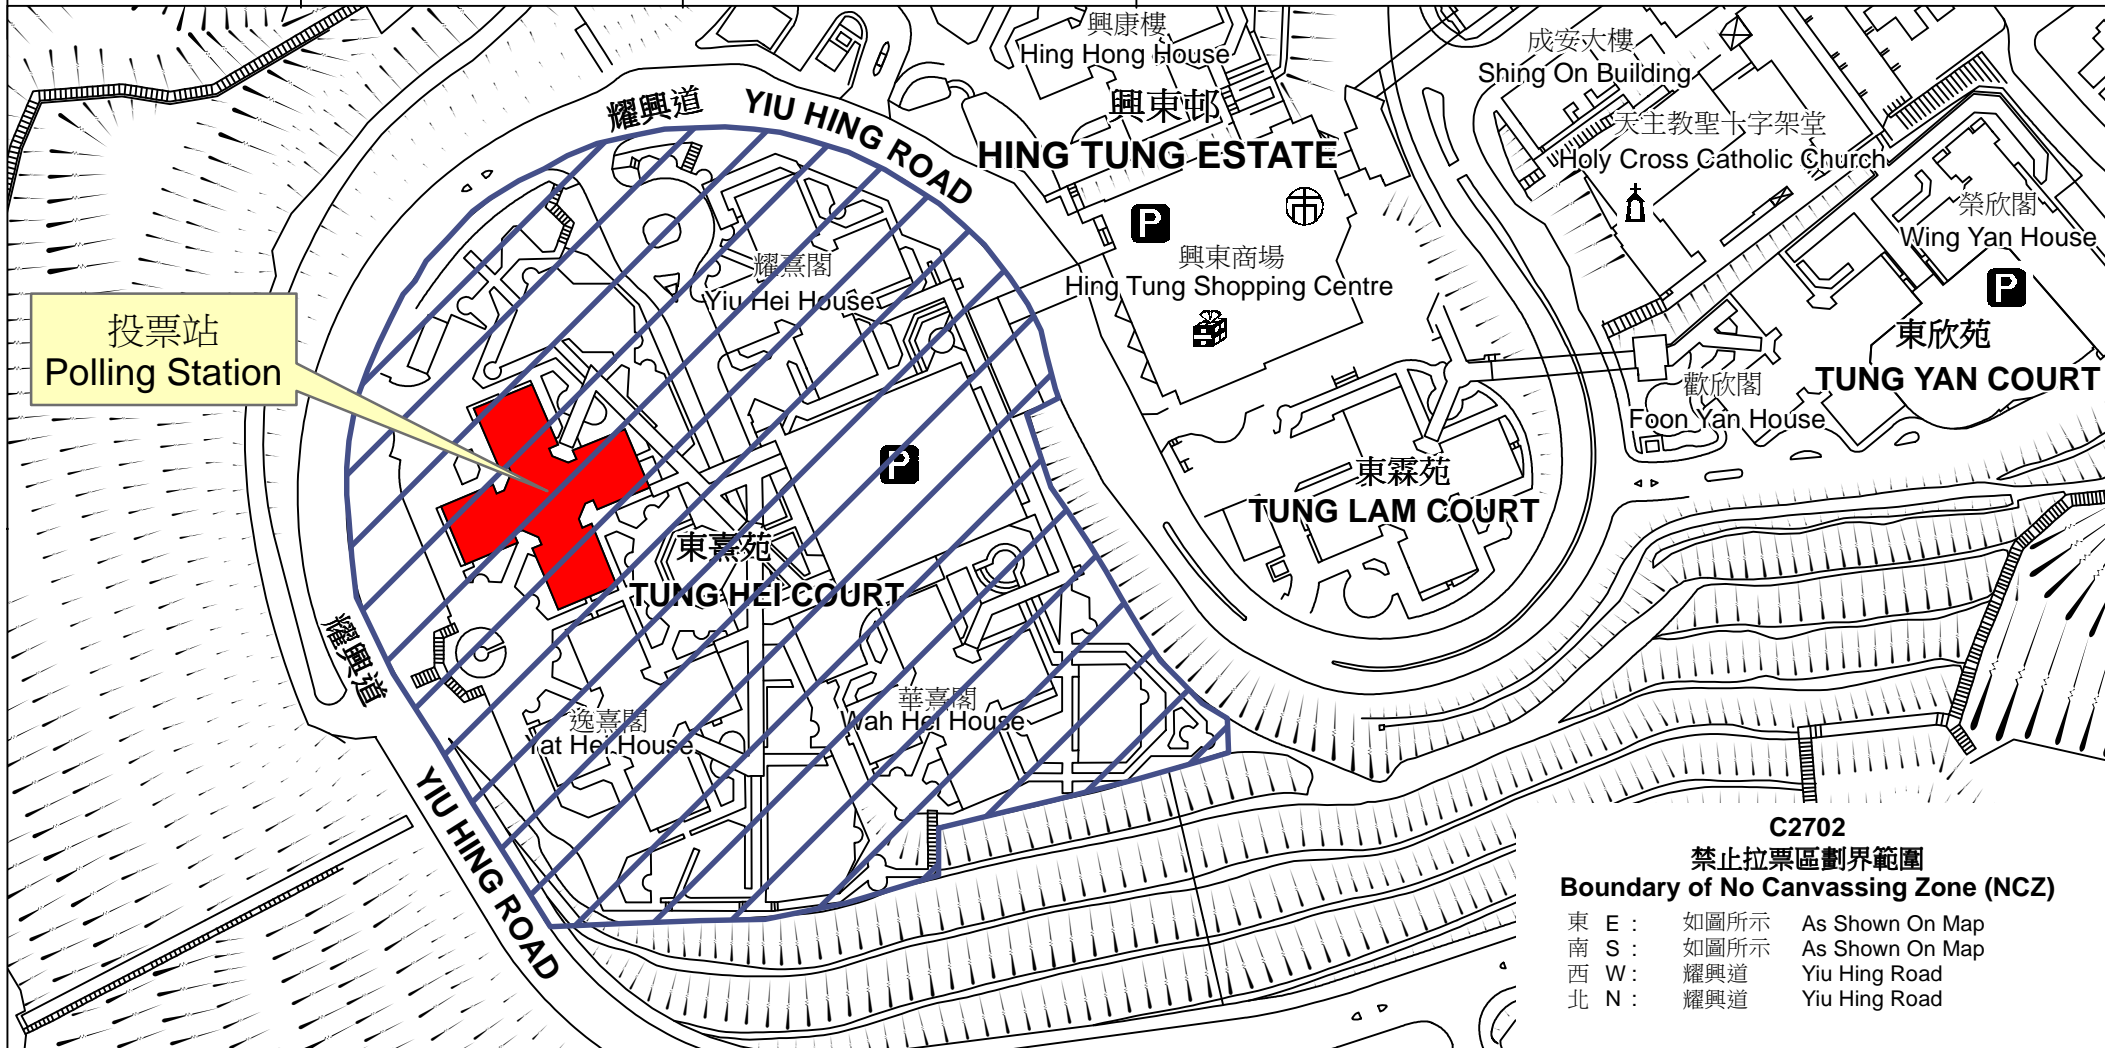 興康樓
Hing Hong House
成安大樓
Shing On Building
耀興道
YIU HING ROAD
興東邨
HING TUNG ESTATE
天主教聖十字架堂
Holy Cross Catholic Church
P
榮欣閣
Wing Yan House
P
興東商場
Hing Tung Shopping Centre
耀熹閣
Yiu Hei House
投票站
Polling Station
東欣苑
TUNG YAN COURT
歡欣閣
Foon Yan House
P
東霖苑
TUNG LAM COURT
東熹苑
TUNG HEI COURT
耀興道
逸熹閣
Yat Hei House
華熹閣
Wah Hei House
YIU HING ROAD
C2702
禁止拉票區劃界範圍
Boundary of No Canvassing Zone (NCZ)
東 E : 如圖所示 As Shown On Map
南 S : 如圖所示 As Shown On Map
西 W : 耀興道 Yiu Hing Road
北 N : 耀興道 Yiu Hing Road